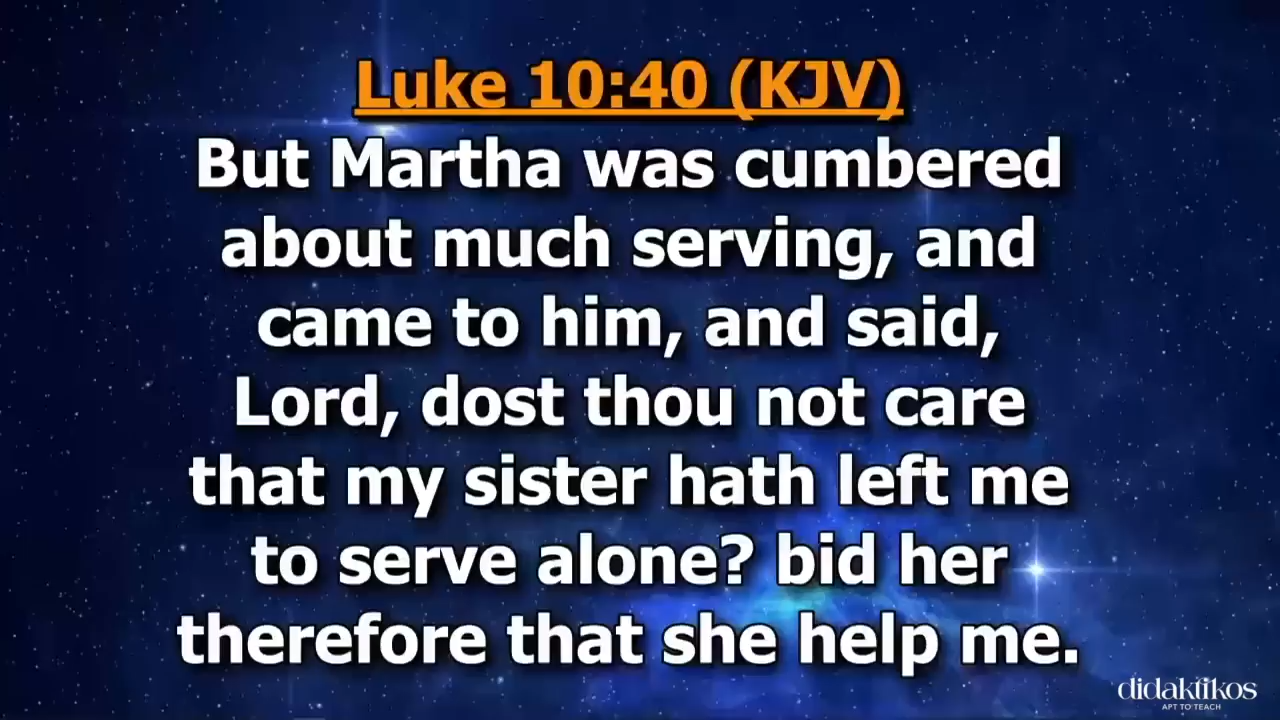 Luke 10:40 (KJV)
But Martha was cumbered
about much serving, and
came to him, and said,
Lord, dost thou not care
that my sister hath left me
to serve alone? bid her
therefore that she help me.
didaktikos
APT TO TEACH